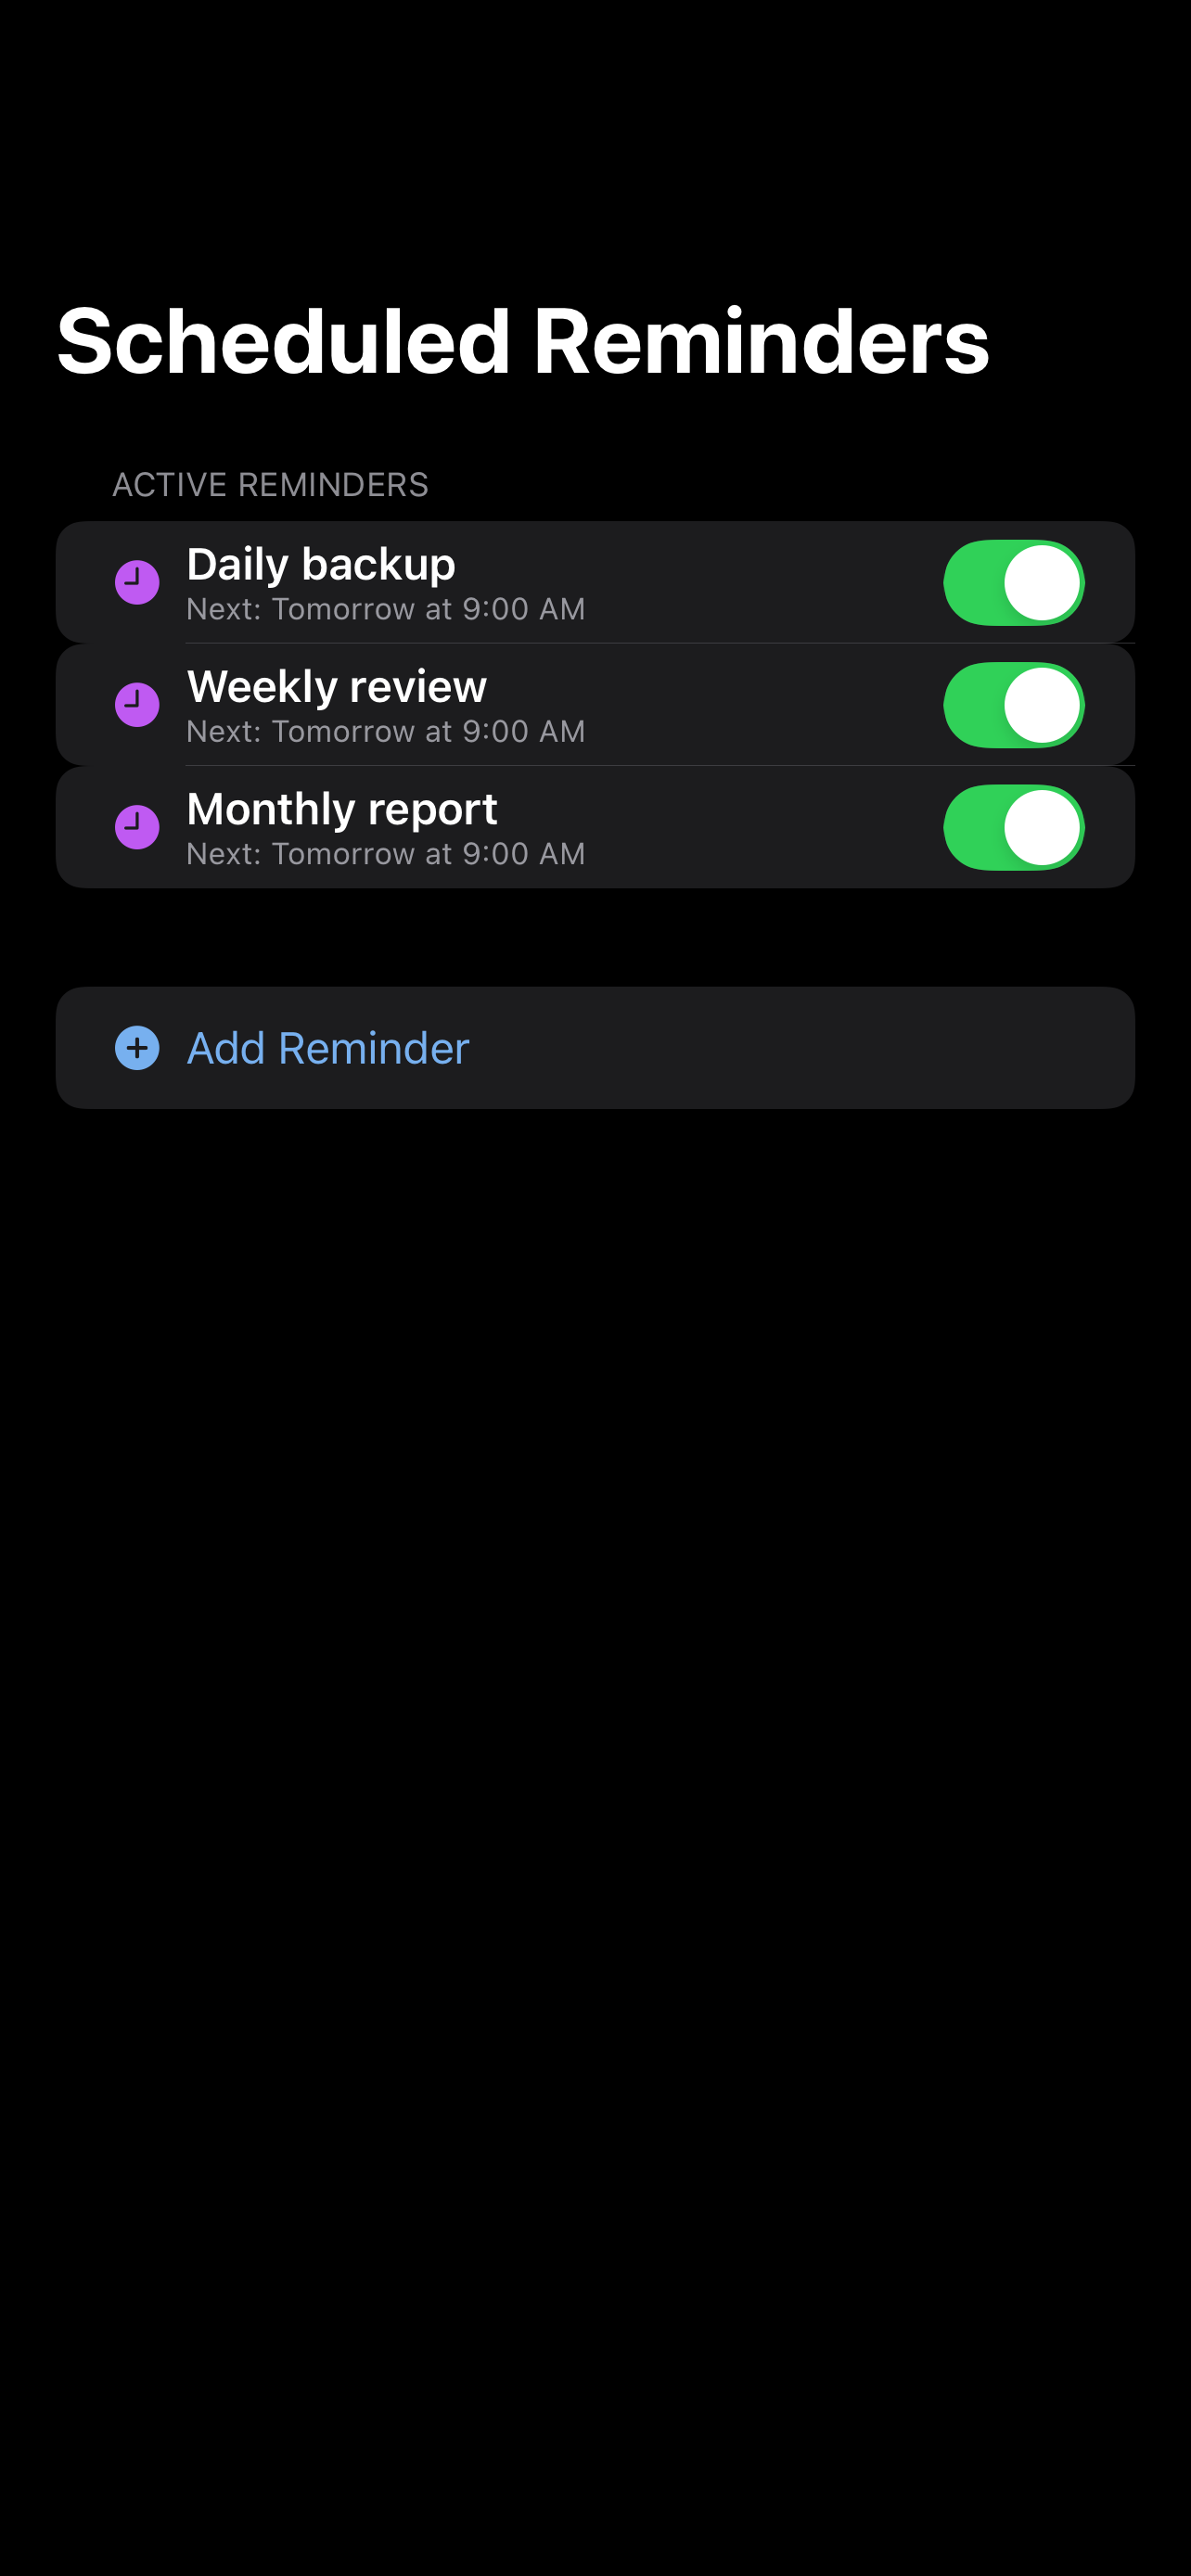 Scheduled Reminders
ACTIVE REMINDERS
Daily backup
Next: Tomorrow at 9:00 AM
Weekly review
Next: Tomorrow at 9:00 AM
Monthly report
Next: Tomorrow at 9:00 AM
Add Reminder